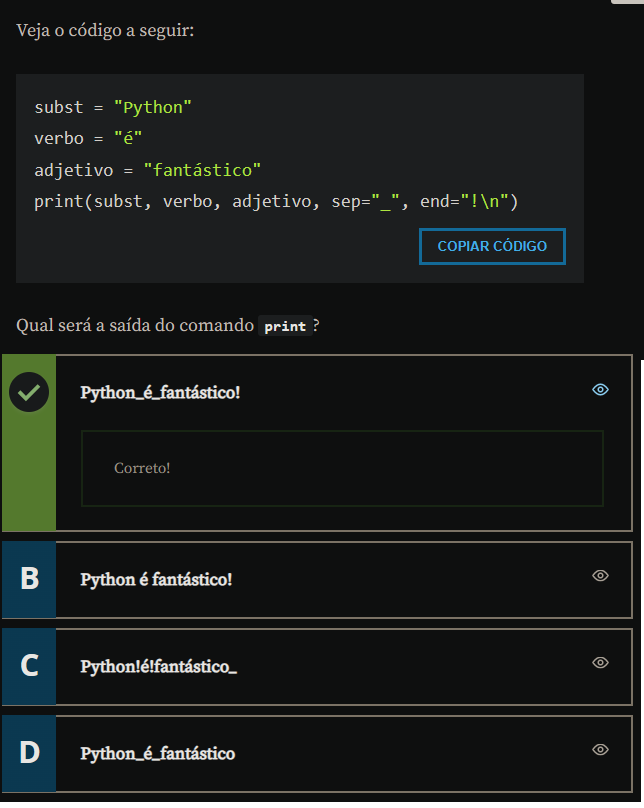 Veja o código a seguir:
subst = "Python"
verbo = "é"
adjetivo = "fantástico"
print(subst, verbo, adjetivo, sep="_", end="!\n")
COPIAR CÓDIGO
Qual será a saída do comando print?
Python_é_fantástico!
Correto!
B
Python é fantástico!
C
Python!é!fantástico_
D
Python_é_fantástico